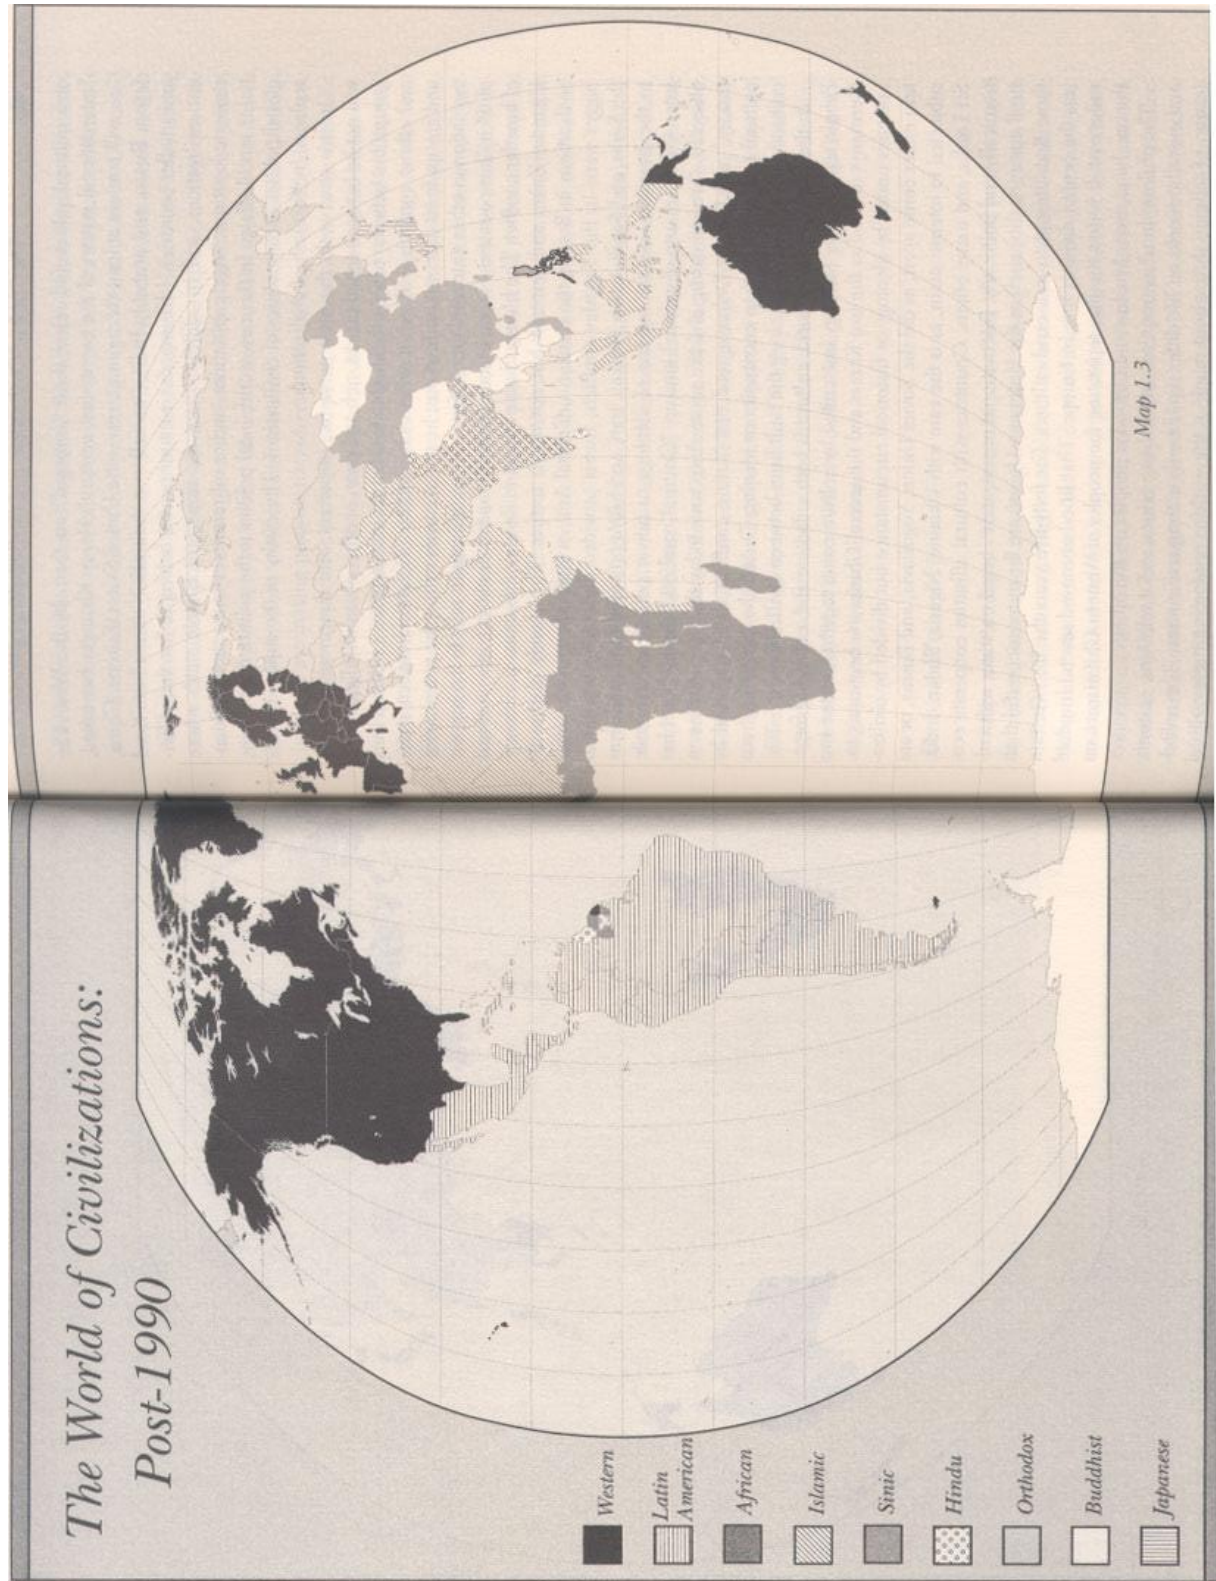 The World of Civilizations:
Post-1990
Western
Latin
American
African
Islamic
Sinic
Hindu
Orthodox
Buddhist
Japanese
Map 1.3